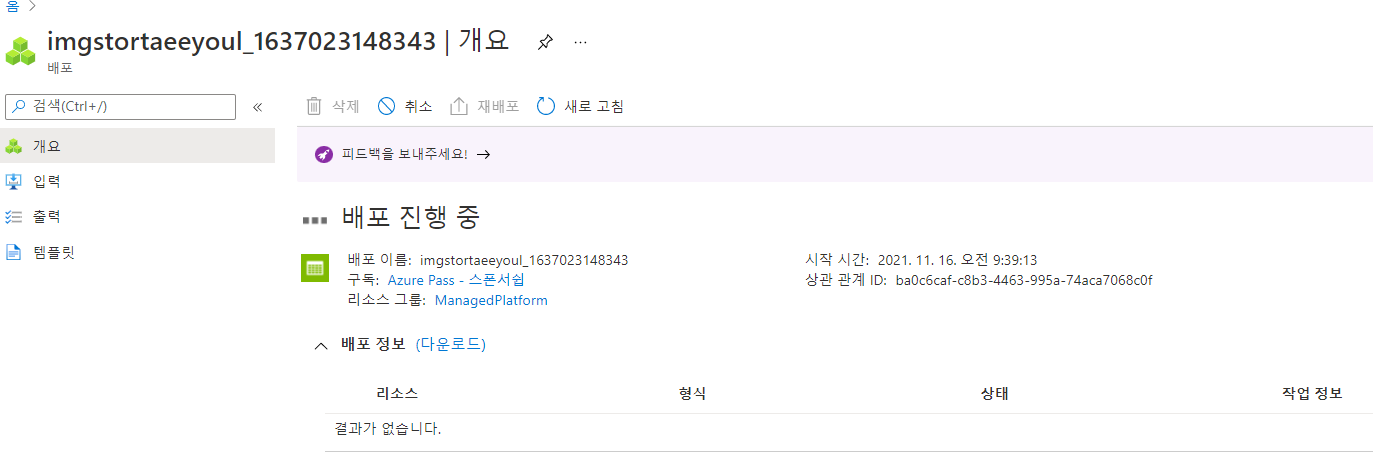 홈 >
imgstortaeeyoul_1637023148343 | 개요
배포
검색(Ctrl+/)
«
삭제 취소 재배포 새로 고침
개요
입력
출력
템플릿
피드백을 보내주세요! →
배포 진행 중
배포 이름: imgstortaeeyoul_1637023148343
구독: Azure Pass - 스폰서쉽
리소스 그룹: ManagedPlatform
시작 시간: 2021. 11. 16. 오전 9:39:13
상관 관계 ID: ba0c6caf-c8b3-4463-995a-74aca7068c0f
배포 정보 (다운로드)
리소스 형식 상태 작업 정보
결과가 없습니다.